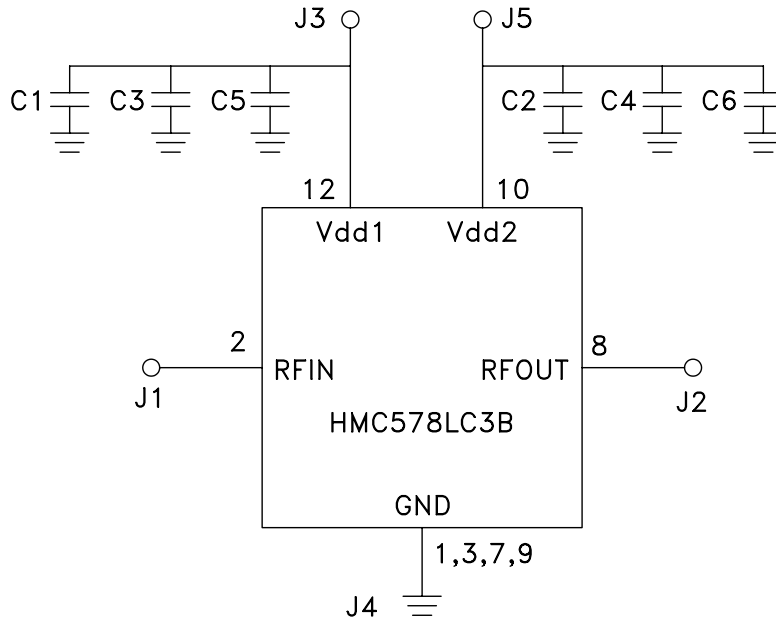 J3 J5
C1 C3 C5 C2 C4 C6
12 10
Vdd1 Vdd2
2 8
RFIN RFOUT
J1 J2
HMC578LC3B
GND
1,3,7,9
J4